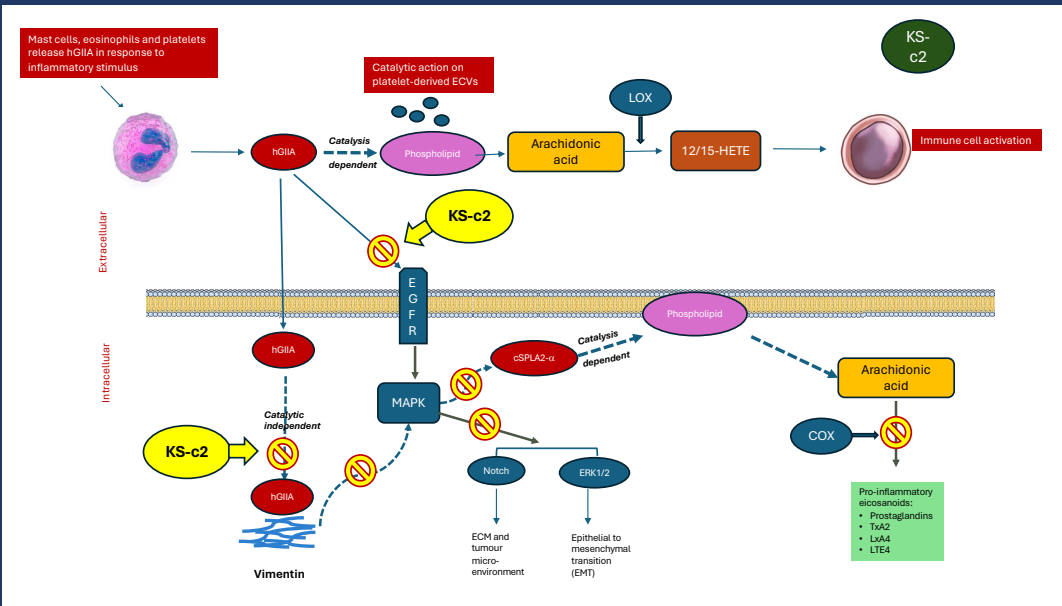 Mast cells, eosinophils and platelets
release hGIIA in response to
inflammatory stimulus
KS-
c2
Catalytic action on
platelet-derived ECVs
LOX
hGIIA
Catalysis
dependent
Phospholipid
Arachidonic
acid
12/15-HETE
Immune cell activation
KS-c2
Extracellular
E
G
F
R
Phospholipid
Intracellular
hGIIA
cSPLA2-α
Catalysis
dependent
MAPK
Arachidonic
acid
Catalytic
independent
KS-c2
COX
Notch
ERK1/2
hGIIA
Pro-inflammatory
eicosanoids:
• Prostaglandins
• TxA2
• LxA4
• LTE4
ECM and
tumour
micro-
environment
Epithelial to
mesenchymal
transition
(EMT)
Vimentin